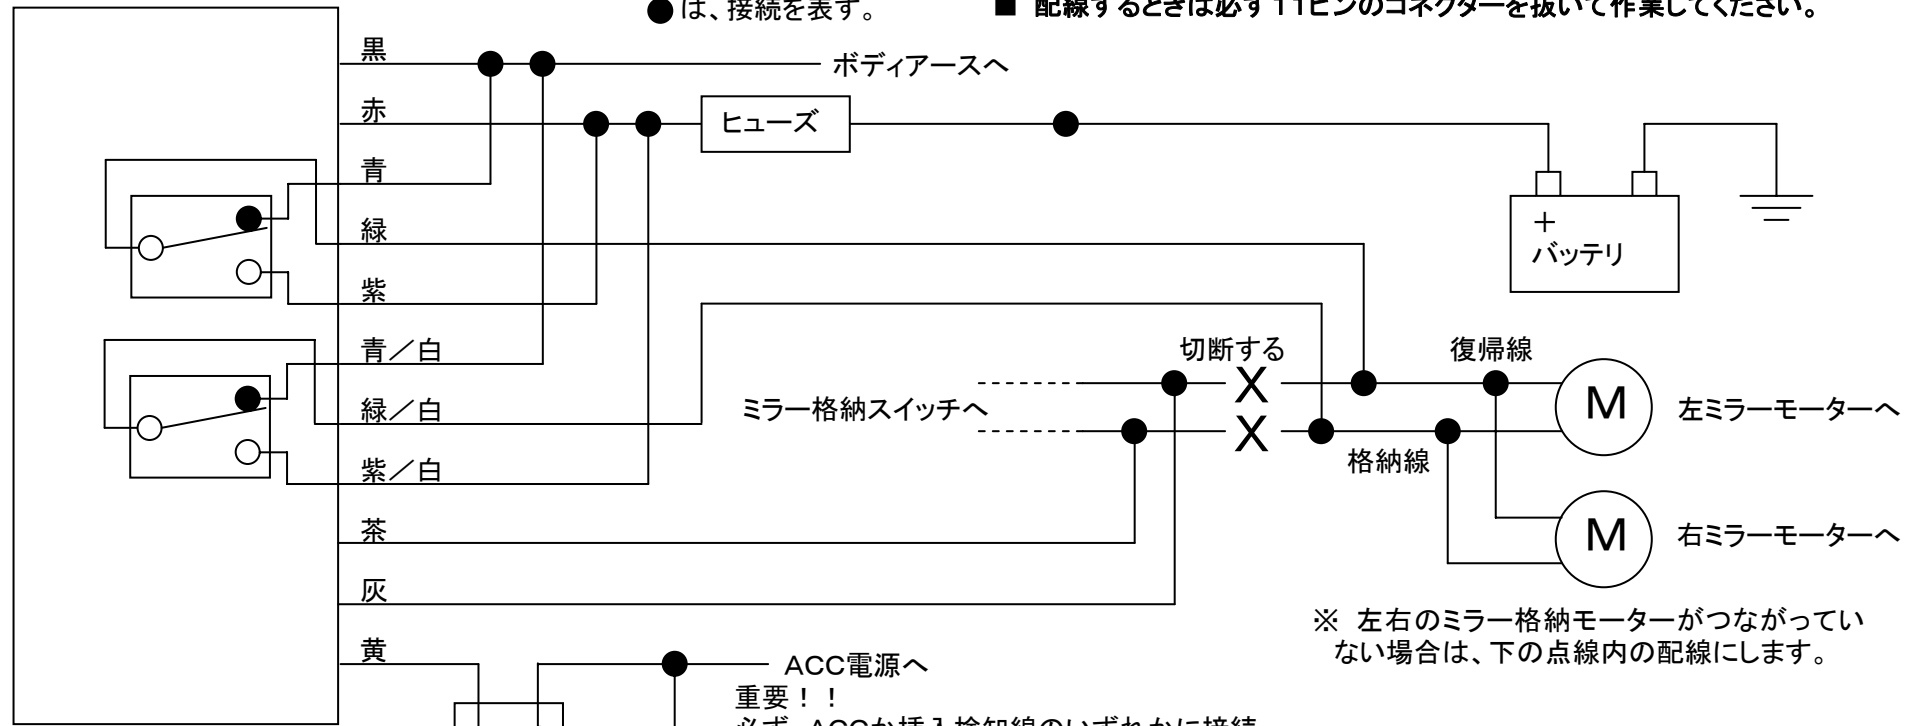 ●は、接続を表す。
■ 配線するときは必ず11ピンのコネクターを抜いて作業してください。
黒
ボディアースへ
赤
ヒューズ
青
緑
＋
バッテリ
紫
青／白
切断する
復帰線
X
M
緑／白
ミラー格納スイッチへ
左ミラーモーターへ
X
格納線
紫／白
茶
M
右ミラーモーターへ
灰
※ 左右のミラー格納モーターがつながってい
ない場合は、下の点線内の配線にします。
黄
ACC電源へ
重要！！
必ず、ACCか挿入検知線のいずれかに接続